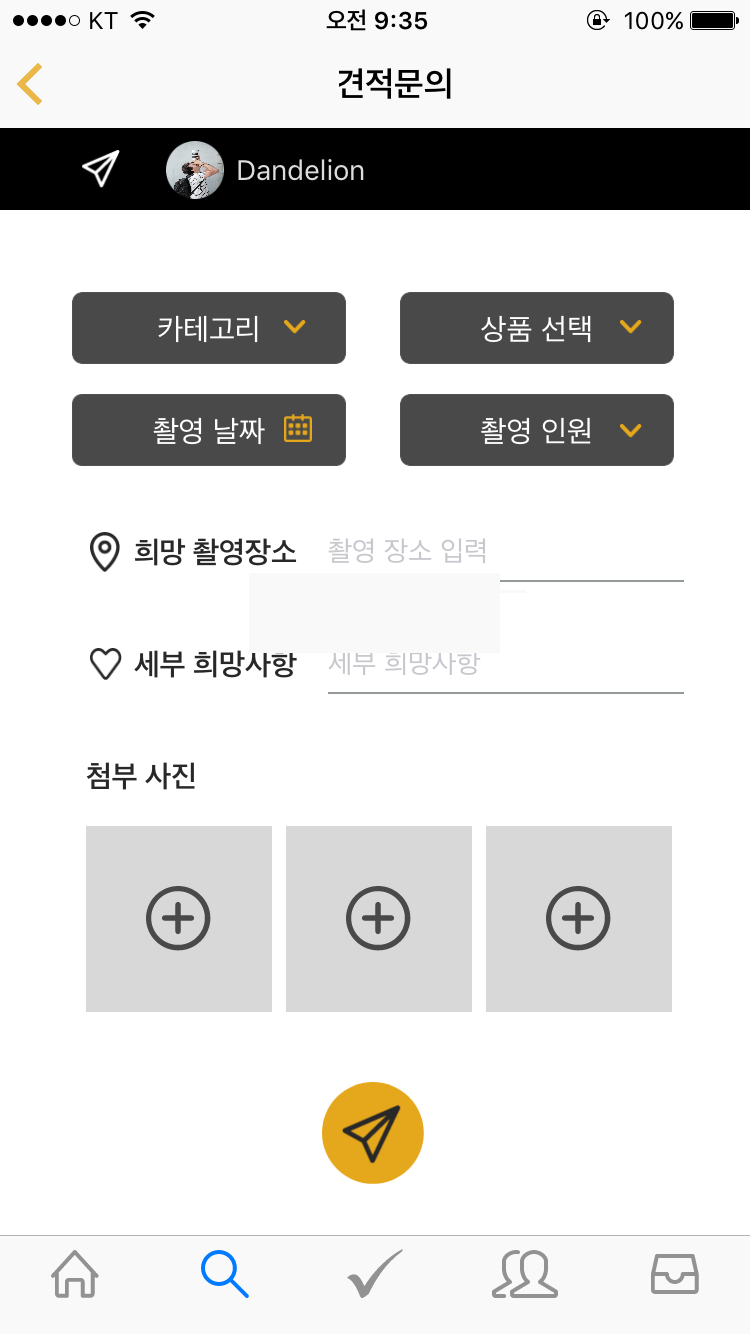 KT 오전 9:35 100%
견적문의
Dandelion
카테고리 상품 선택
촬영 날짜 촬영 인원
희망 촬영장소 촬영 장소 입력
세부 희망사항 세부 희망사항
첨부 사진